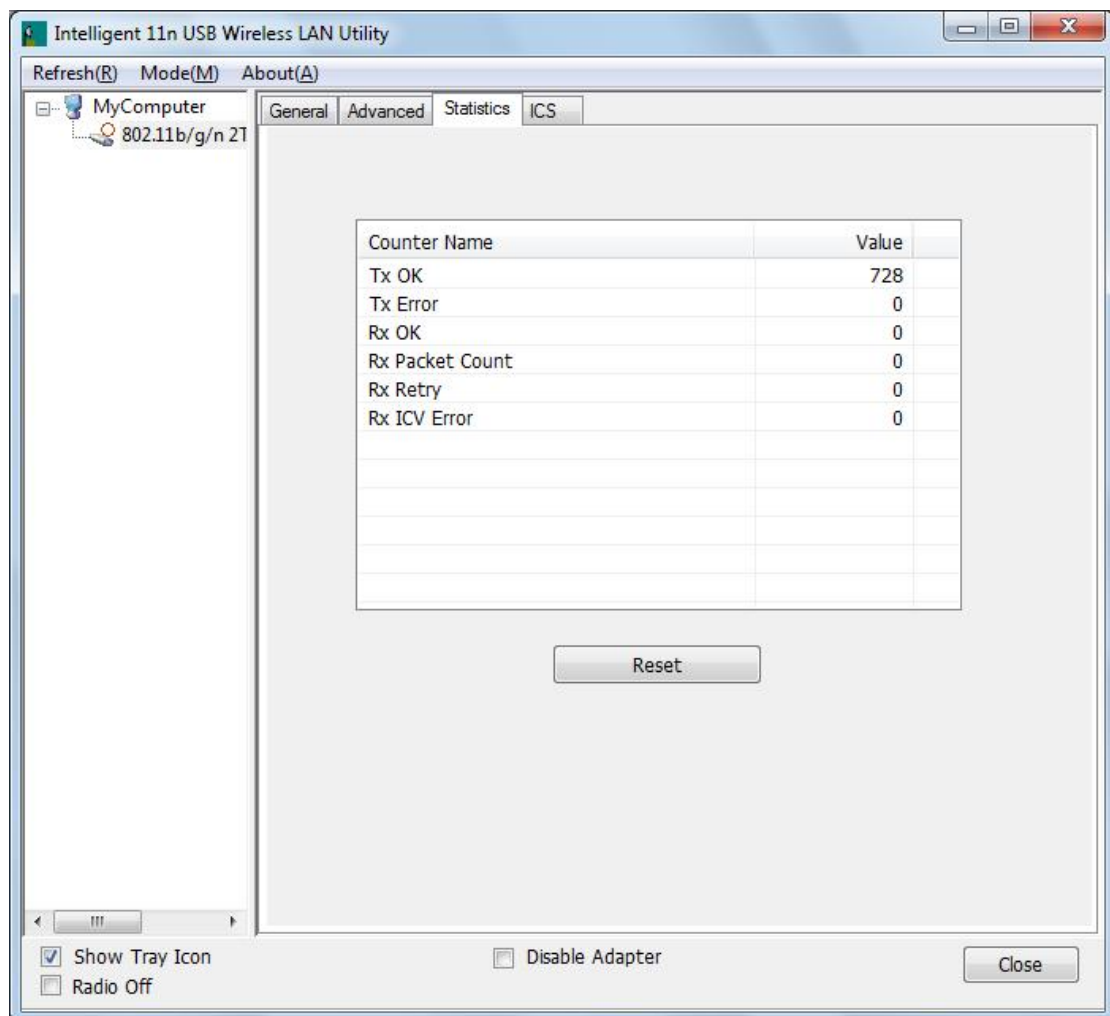 Intelligent 11n USB Wireless LAN Utility
Refresh(R) Mode(M) About(A)
MyComputer
802.11b/g/n 2T
General Advanced Statistics ICS
Counter Name Value
Tx OK 728
Tx Error 0
Rx OK 0
Rx Packet Count 0
Rx Retry 0
Rx ICV Error 0
Reset
Show Tray Icon Disable Adapter
Radio Off
Close